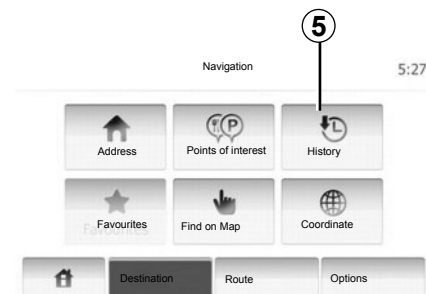 5
Navigation
5:27
Address
Points of interest
History
Favourites
Find on Map
Coordinate
Destination
Route
Options